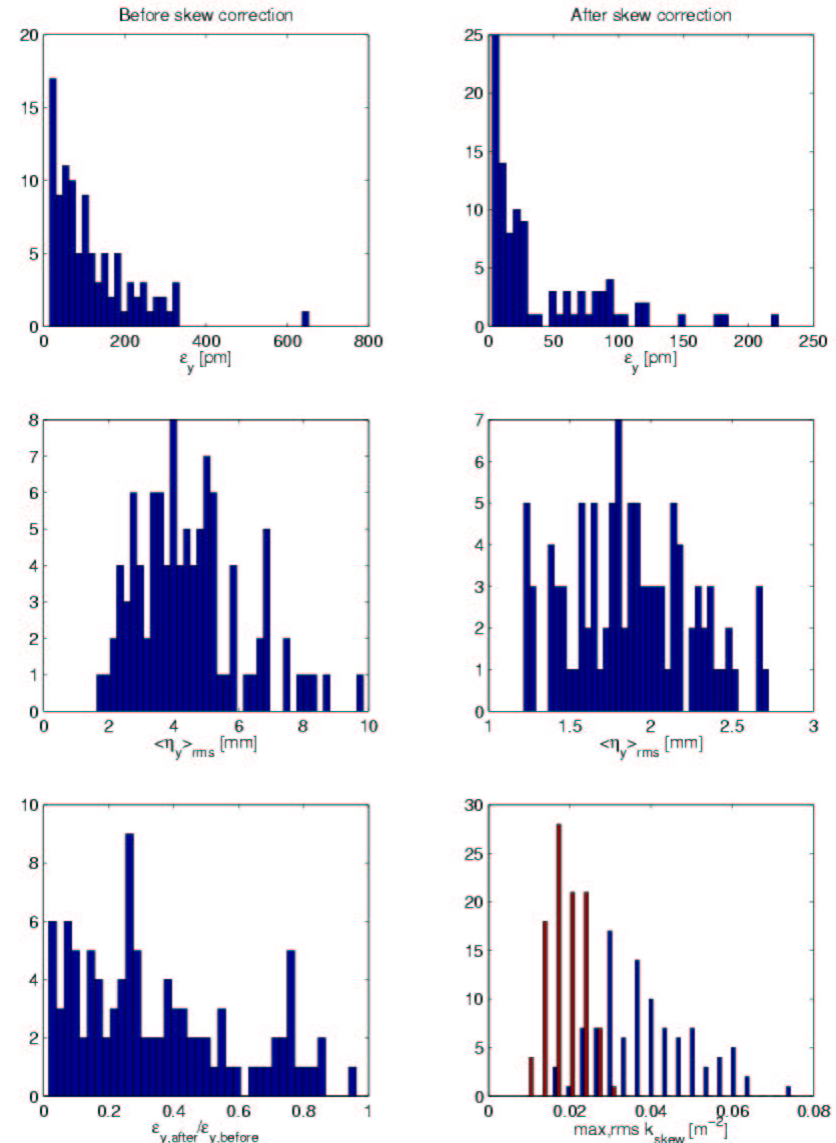 Before skew correction
After skew correction
20
15
10
5
0
0 200 400 600 800
ε_y [pm]
25
20
15
10
5
0
0 50 100 150 200 250
ε_y [pm]
8
7
6
5
4
3
2
1
0
0 2 4 6 8 10
<η_y>_rms [mm]
7
6
5
4
3
2
1
0
1 1.5 2 2.5 3
<η_y>_rms [mm]
10
8
6
4
2
0
0 0.2 0.4 0.6 0.8 1
ε_y,after/ε_y,before
30
25
20
15
10
5
0
0 0.02 0.04 0.06 0.08
max,rms k_skew [m⁻²]